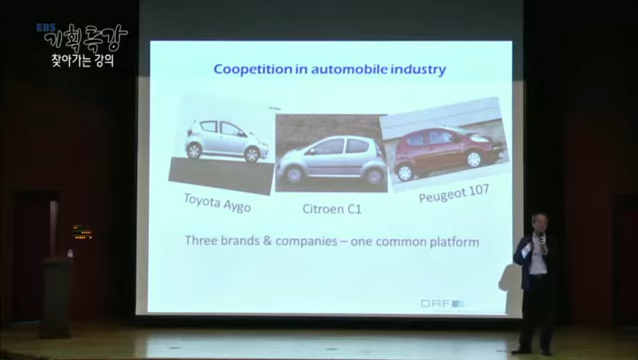 EBS
기획특강
찾아가는 강의
Coopetition in automobile industry
Toyota Aygo
Citroen C1
Peugeot 107
Three brands & companies – one common platform